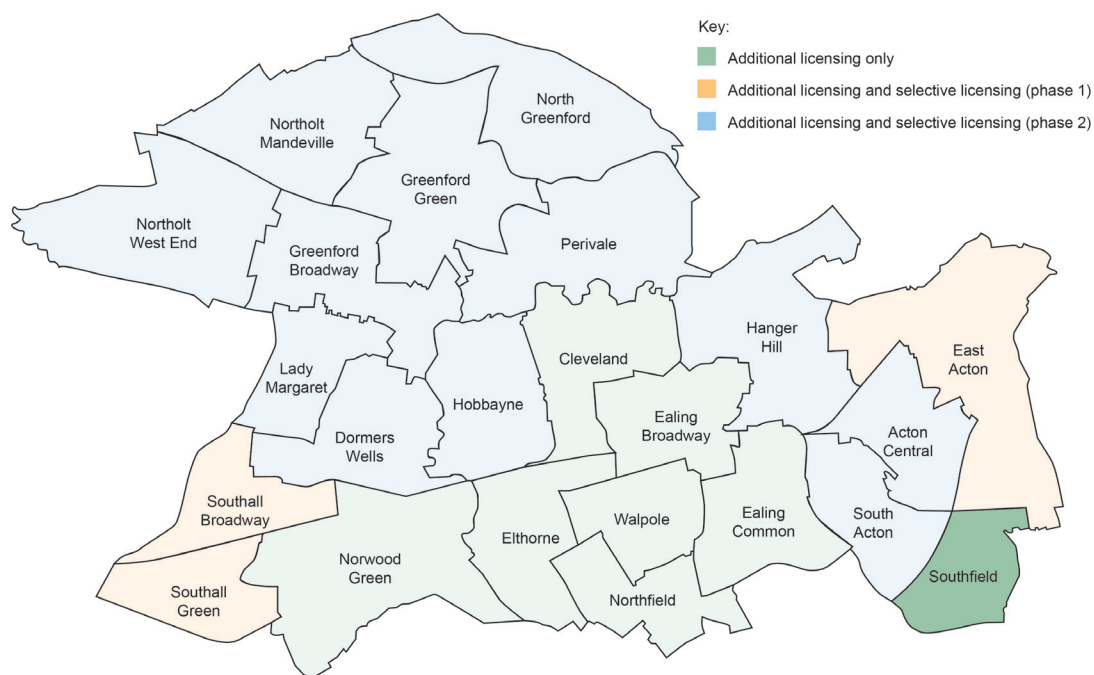 Key:
Additional licensing only
Additional licensing and selective licensing (phase 1)
Additional licensing and selective licensing (phase 2)
North
Greenford
Northolt
Mandeville
Greenford
Green
Northolt
West End
Greenford
Broadway
Perivale
Hanger
Hill
East
Acton
Cleveland
Lady
Margaret
Hobbayne
Ealing
Broadway
Acton
Central
Dormers
Wells
Southall
Broadway
Elthorne
Walpole
Ealing
Common
South
Acton
Norwood
Green
Southfield
Southall
Green
Northfield